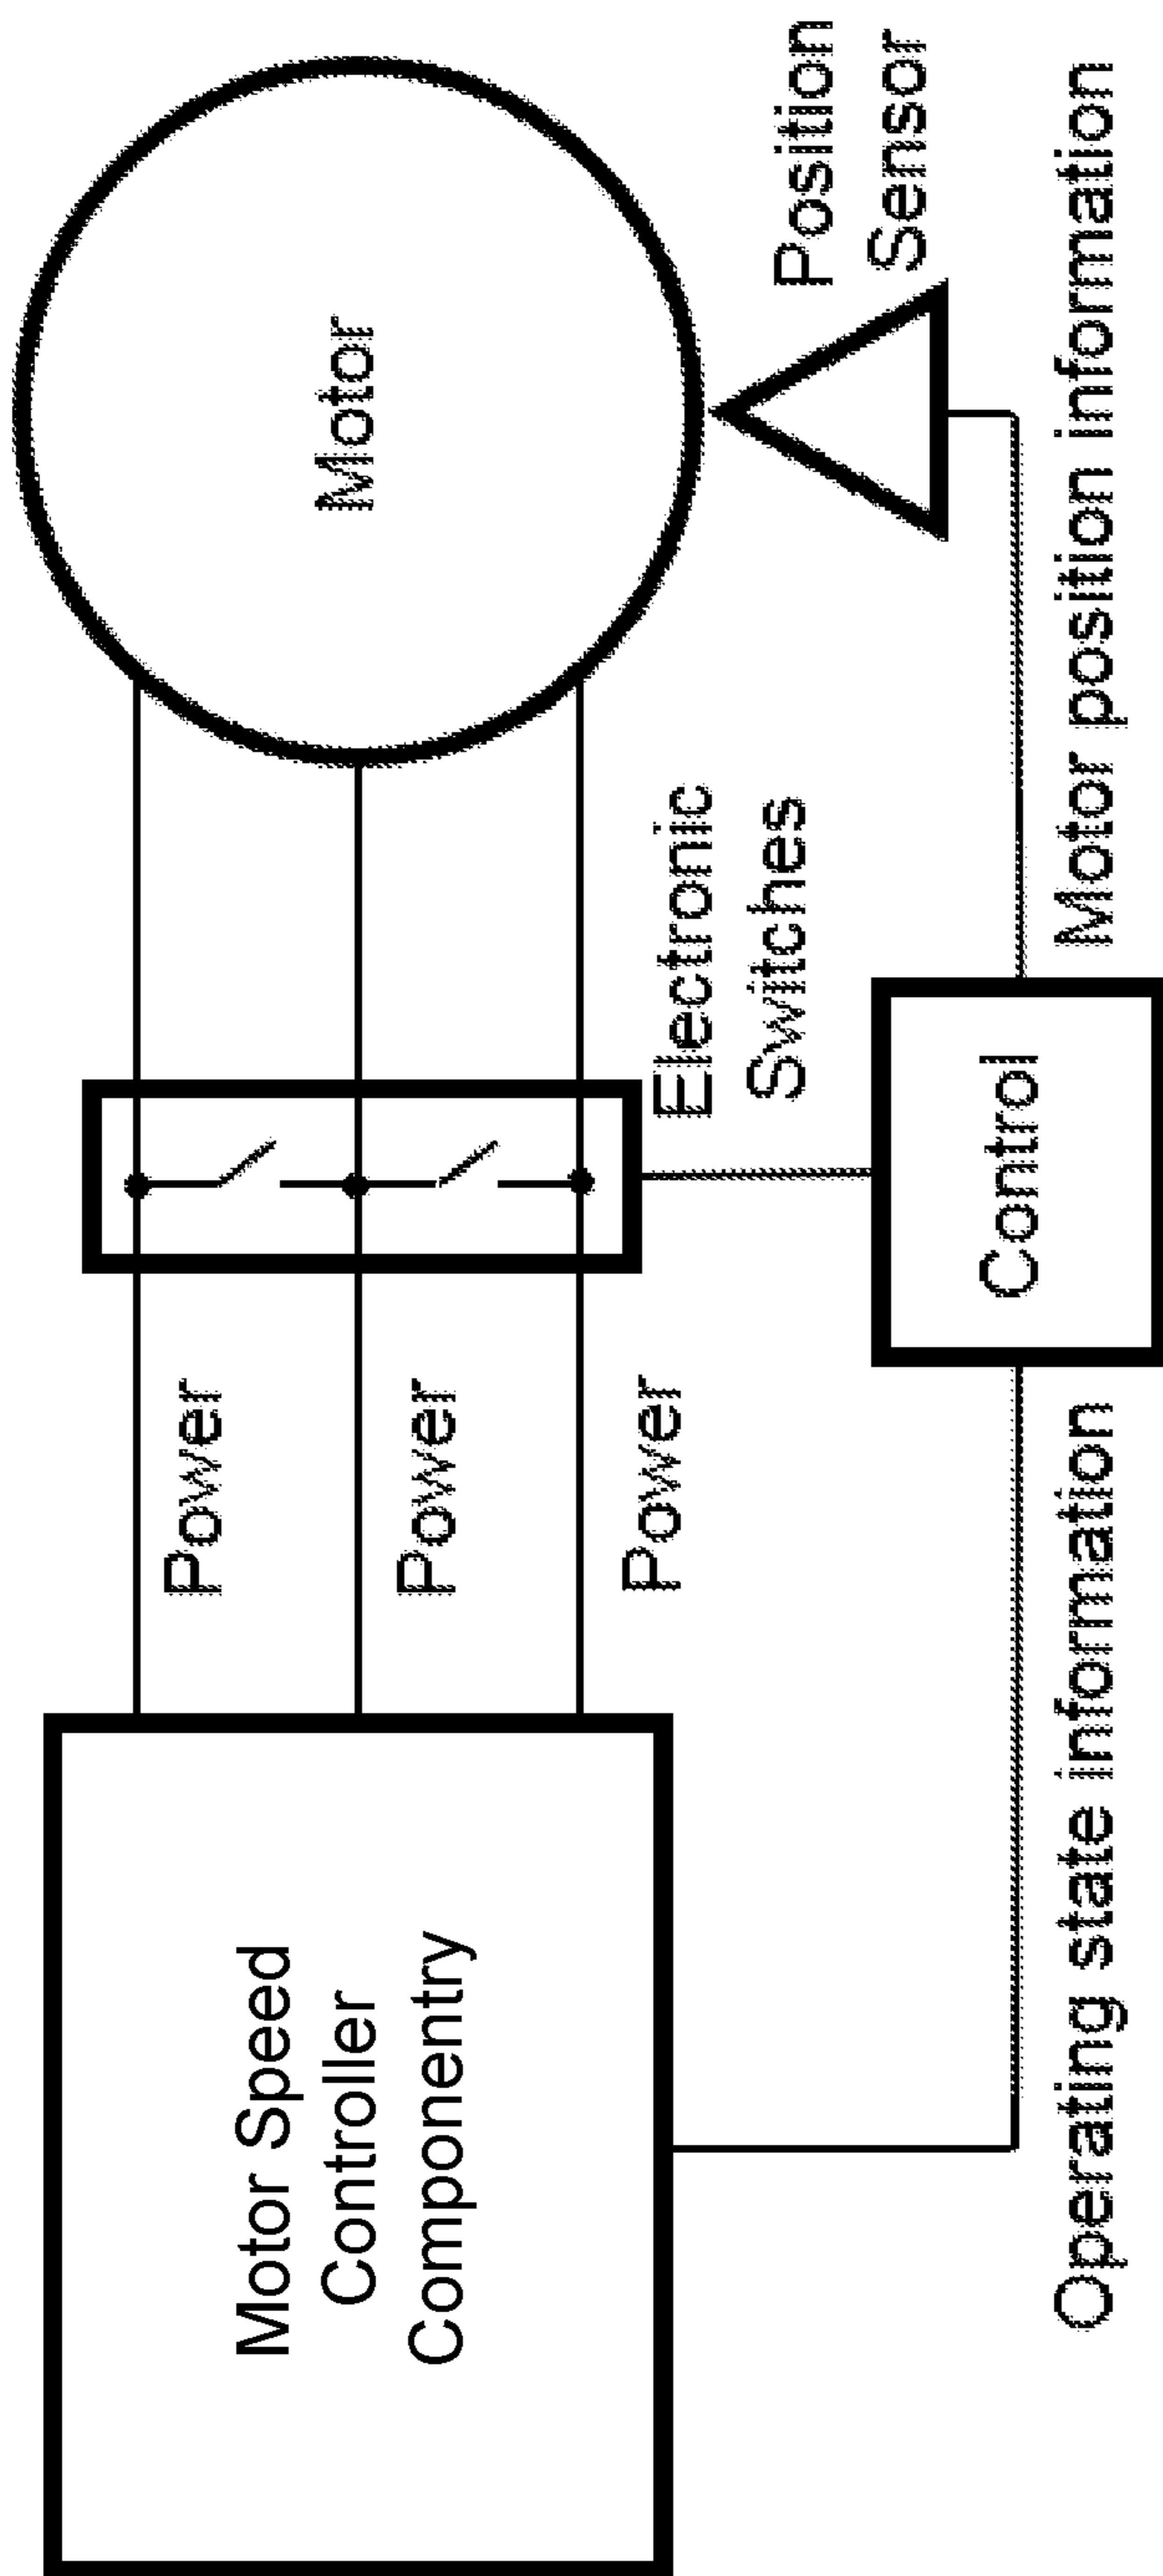 Motor Speed
Controller
Componentry
Power
Power
Power
Electronic
Switches
Motor
Position
Sensor
Control
Operating state information
Motor position information